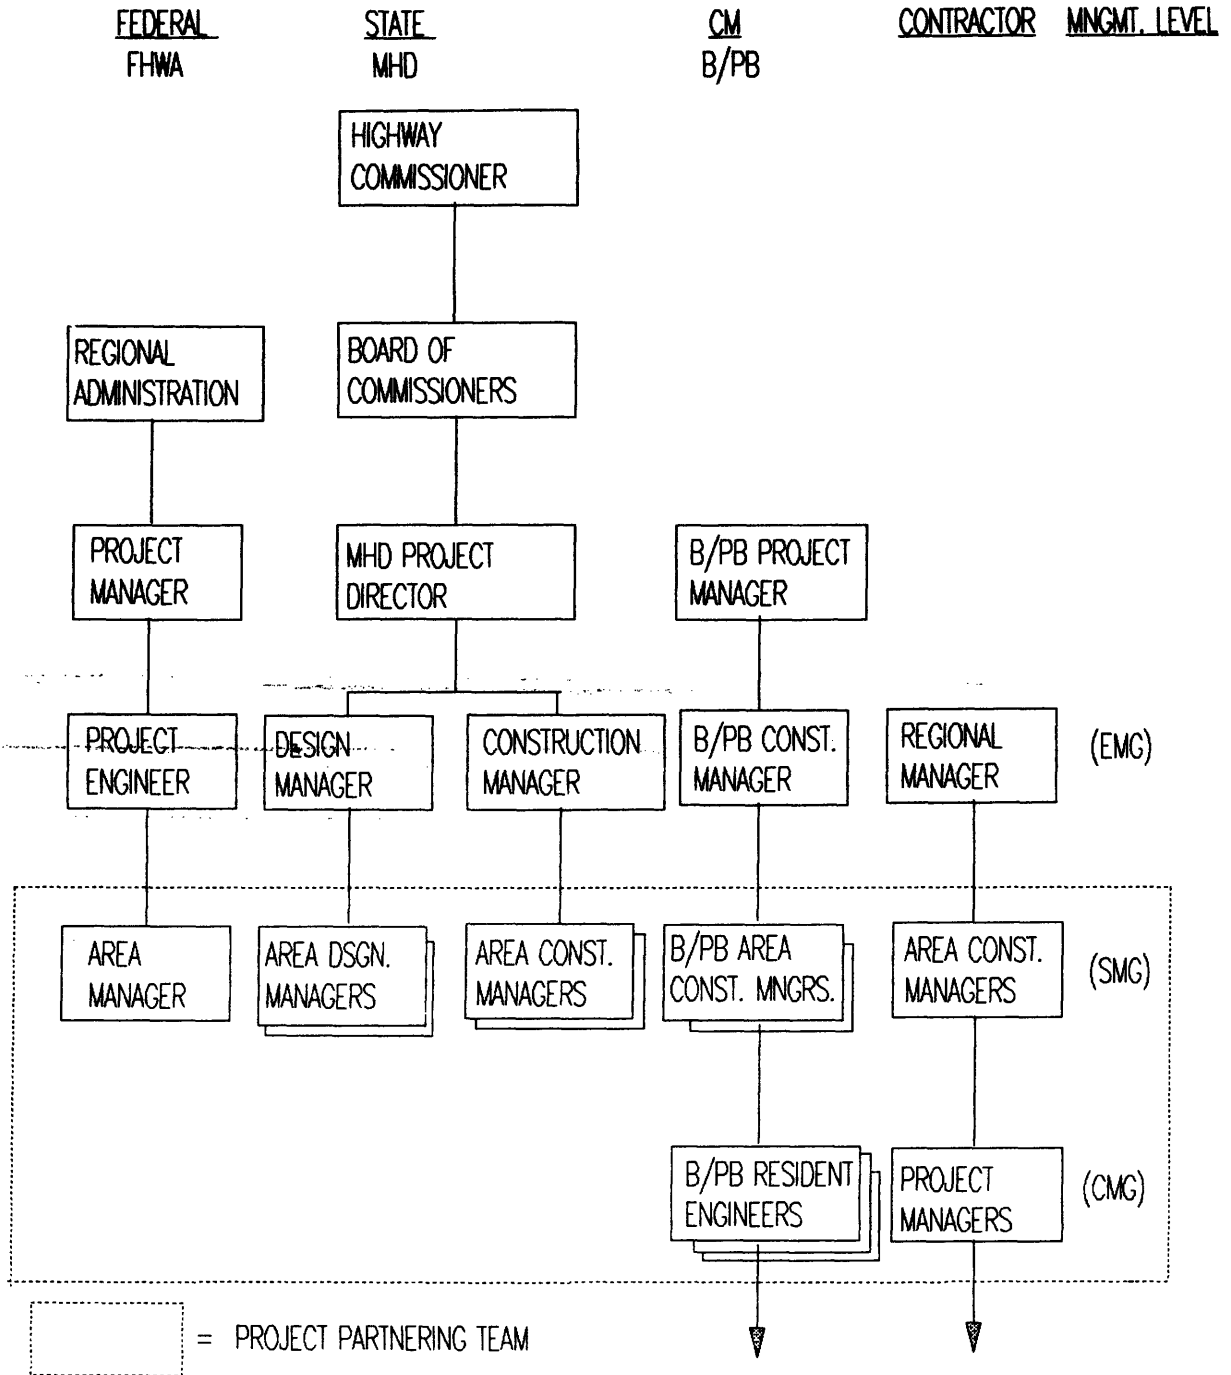 FEDERAL STATE CM CONTRACTOR MNGMT. LEVEL
FHWA MHD B/PB
HIGHWAY
COMMISSIONER
REGIONAL
ADMINISTRATION
BOARD OF
COMMISSIONERS
PROJECT
MANAGER
MHD PROJECT
DIRECTOR
B/PB PROJECT
MANAGER
PROJECT
ENGINEER
DESIGN
MANAGER
CONSTRUCTION
MANAGER
B/PB CONST.
MANAGER
REGIONAL
MANAGER
(EMG)
AREA
MANAGER
AREA DSGN.
MANAGERS
AREA CONST.
MANAGERS
B/PB AREA
CONST. MNGRS.
AREA CONST.
MANAGERS
(SMG)
B/PB RESIDENT
ENGINEERS
PROJECT
MANAGERS
(CMG)
= PROJECT PARTNERING TEAM